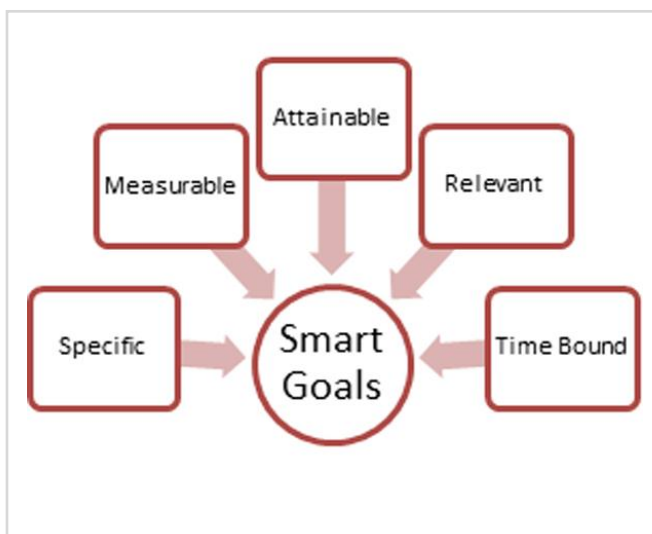 Attainable
Measurable
Relevant
Specific
Smart
Goals
Time Bound